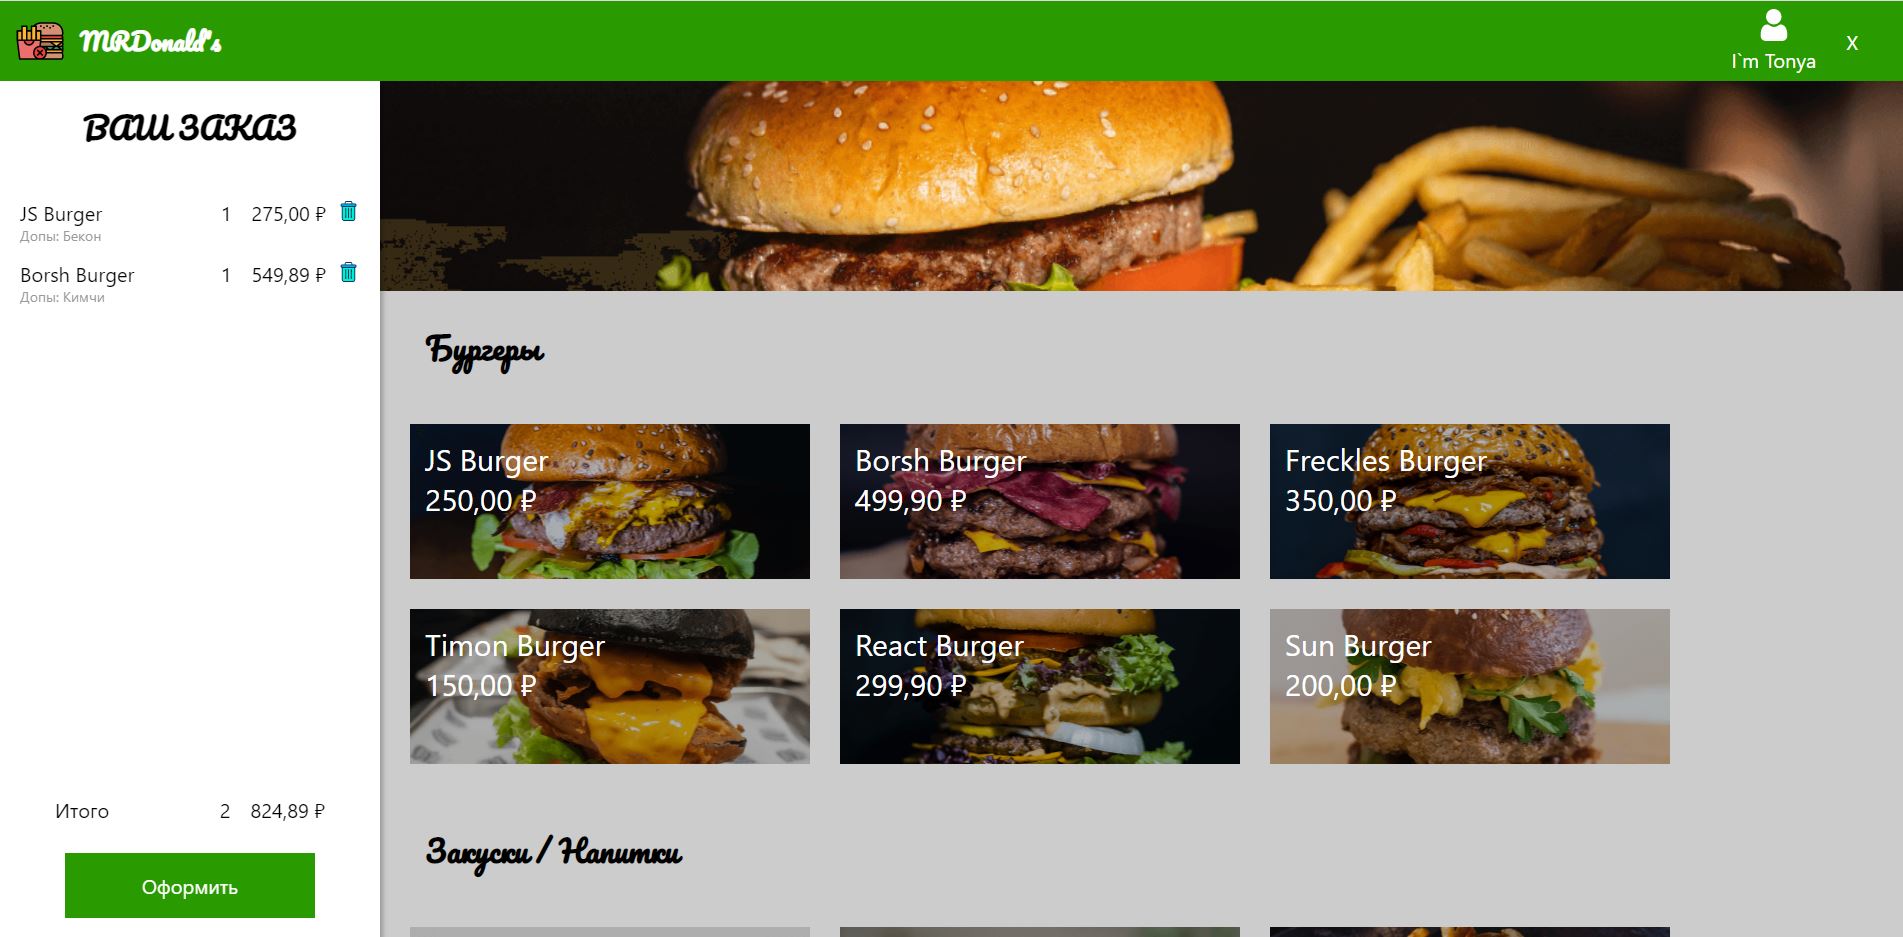 MRDonald's
I`m Tonya
X
ВАШ ЗАКАЗ
JS Burger 1 275,00 ₽
Допы: Бекон
Borsh Burger 1 549,89 ₽
Допы: Кимчи
Итого 2 824,89 ₽
Оформить
Бургеры
JS Burger
250,00 ₽
Borsh Burger
499,90 ₽
Freckles Burger
350,00 ₽
Timon Burger
150,00 ₽
React Burger
299,90 ₽
Sun Burger
200,00 ₽
Закуски / Напитки